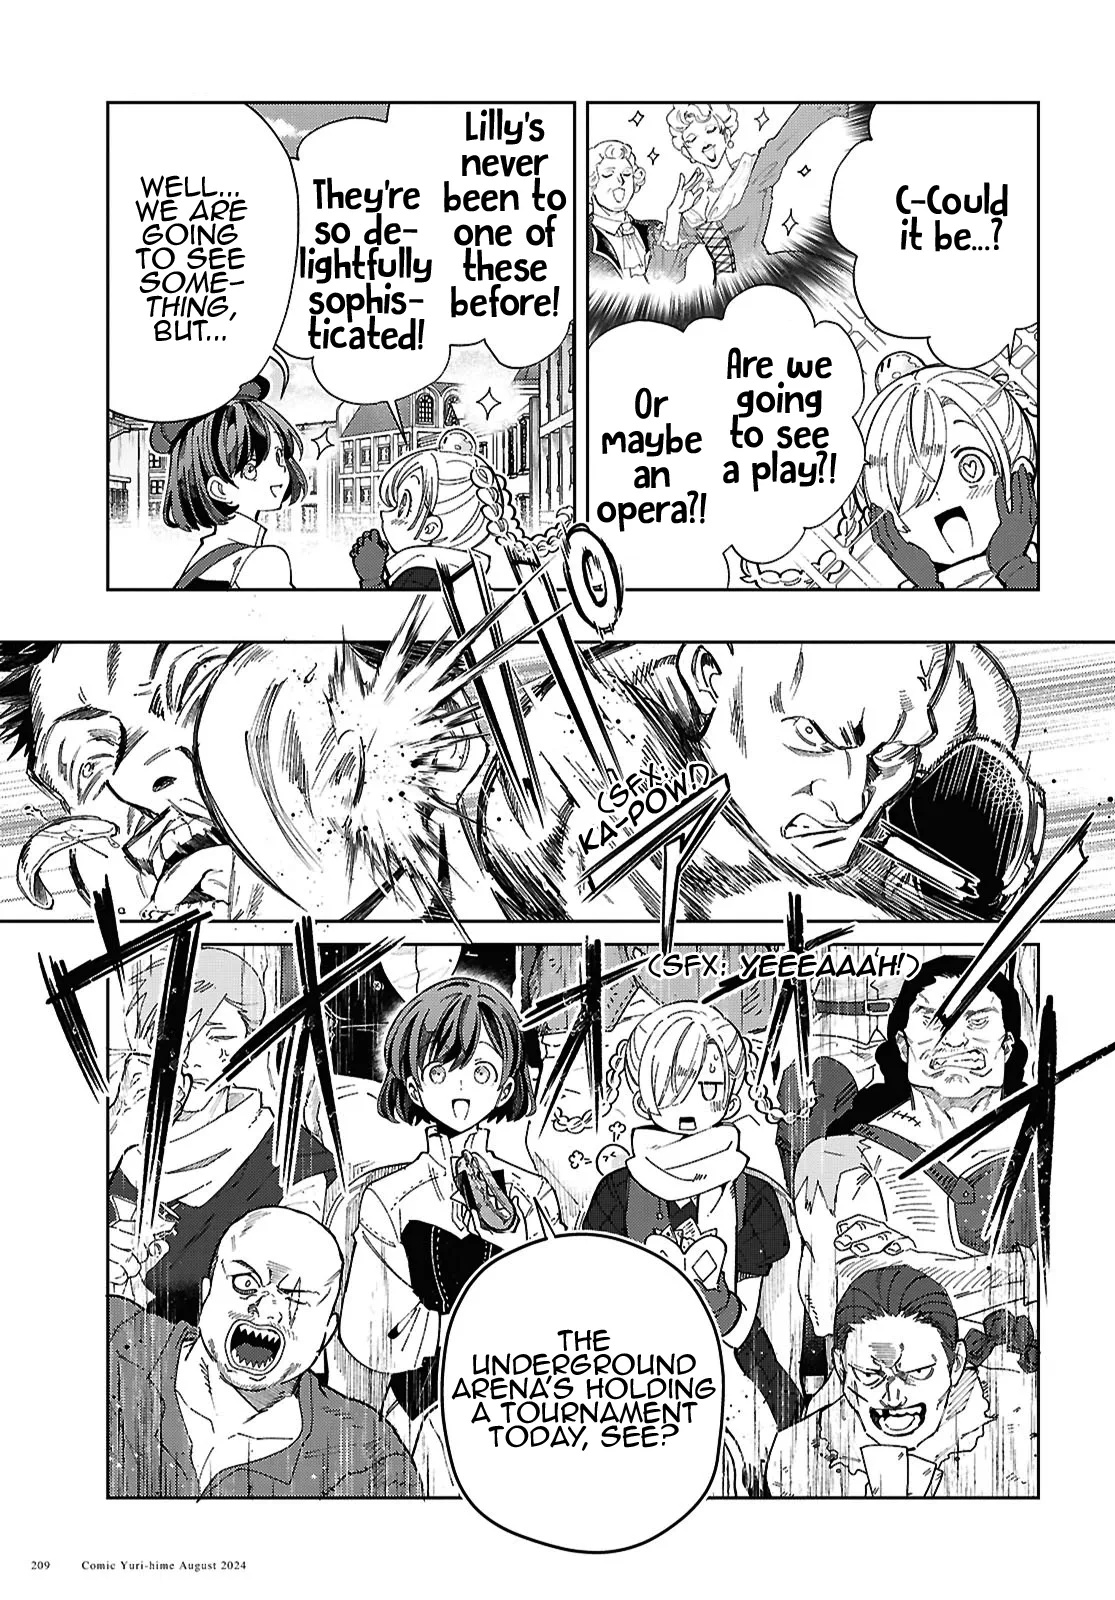 C-Could
it be...?
Are we
going
to see
a play?!
Or
maybe
an
opera?!
Lilly's
never
been to
one of
these
before!
They're
so de-
lightfully
sophis-
ticated!
WELL...
WE ARE
GOING
TO SEE
SOME-
THING,
BUT...
(SFX:
KA-POW!)
(SFX: YEEEAAAH!)
THE
UNDERGROUND
ARENA'S HOLDING
A TOURNAMENT
TODAY, SEE?
209 Comic Yuri-hime August 2024